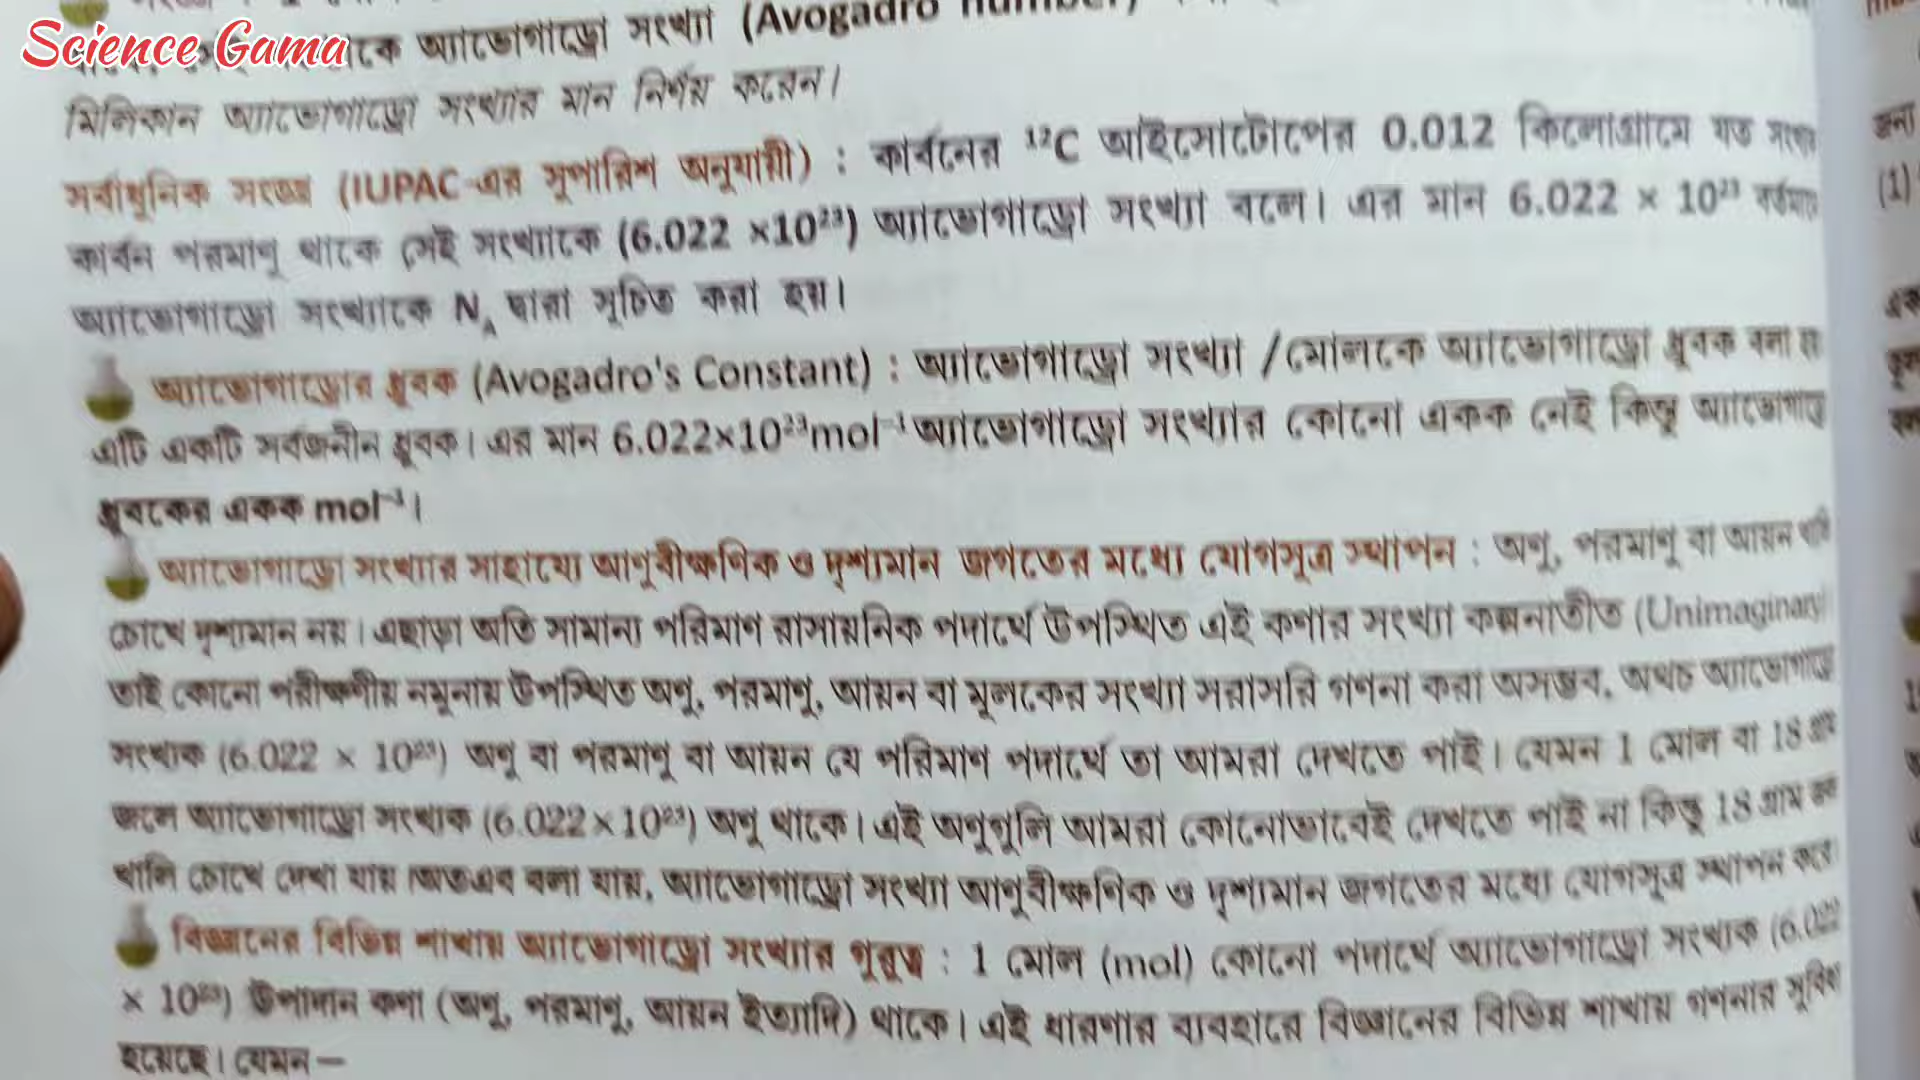 Science Gama
অ্যাভোগাড্রো সংখ্যা (Avogadro number)
মিলিকান অ্যাভোগাড্রো সংখ্যার মান নির্ণয় করেন।
সর্বাধুনিক সংজ্ঞা (IUPAC-এর সুপারিশ অনুযায়ী) : কার্বনের ¹²C আইসোটোপের 0.012 কিলোগ্রামে যত সংখ্যক
কার্বন পরমাণু থাকে সেই সংখ্যাকে (6.022 ×10²³) অ্যাভোগাড্রো সংখ্যা বলে। এর মান 6.022 × 10²³
অ্যাভোগাড্রো সংখ্যাকে N_A দ্বারা সূচিত করা হয়।
অ্যাভোগাড্রোর ধ্রুবক (Avogadro's Constant) : অ্যাভোগাড্রো সংখ্যা /মোলকে অ্যাভোগাড্রো ধ্রুবক বলা হয়
এটি একটি সর্বজনীন ধ্রুবক। এর মান 6.022×10²³mol⁻¹ অ্যাভোগাড্রো সংখ্যার কোনো একক নেই কিন্তু অ্যাভোগাড্রো
ধ্রুবকের একক mol⁻¹।
অ্যাভোগাড্রো সংখ্যার সাহায্যে আণুবীক্ষণিক ও দৃশ্যমান জগতের মধ্যে যোগসূত্র স্থাপন : অণু, পরমাণু বা আয়ন খালি
চোখে দৃশ্যমান নয়। এছাড়া অতি সামান্য পরিমাণ রাসায়নিক পদার্থে উপস্থিত এই কণার সংখ্যা কল্পনাতীত (Unimaginary)
তাই কোনো পরীক্ষণীয় নমুনায় উপস্থিত অণু, পরমাণু, আয়ন বা মূলকের সংখ্যা সরাসরি গণনা করা অসম্ভব, অথচ অ্যাভোগাড্রো
সংখ্যক (6.022 × 10²³) অণু বা পরমাণু বা আয়ন যে পরিমাণ পদার্থে তা আমরা দেখতে পাই। যেমন 1 মোল বা 18 গ্রাম
জলে অ্যাভোগাড্রো সংখ্যক (6.022×10²³) অণু থাকে। এই অণুগুলি আমরা কোনোভাবেই দেখতে পাই না কিন্তু 18 গ্রাম জল
খালি চোখে দেখা যায়।অতএব বলা যায়, অ্যাভোগাড্রো সংখ্যা আণুবীক্ষণিক ও দৃশ্যমান জগতের মধ্যে যোগসূত্র স্থাপন করে
বিজ্ঞানের বিভিন্ন শাখায় অ্যাভোগাড্রো সংখ্যার গুরুত্ব : 1 মোল (mol) কোনো পদার্থে অ্যাভোগাড্রো সংখ্যক (6.022
× 10²³) উপাদান কণা (অণু, পরমাণু, আয়ন ইত্যাদি) থাকে। এই ধারণার ব্যবহারে বিজ্ঞানের বিভিন্ন শাখায় গণনার সুবিধা
হয়েছে। যেমন—
(1)